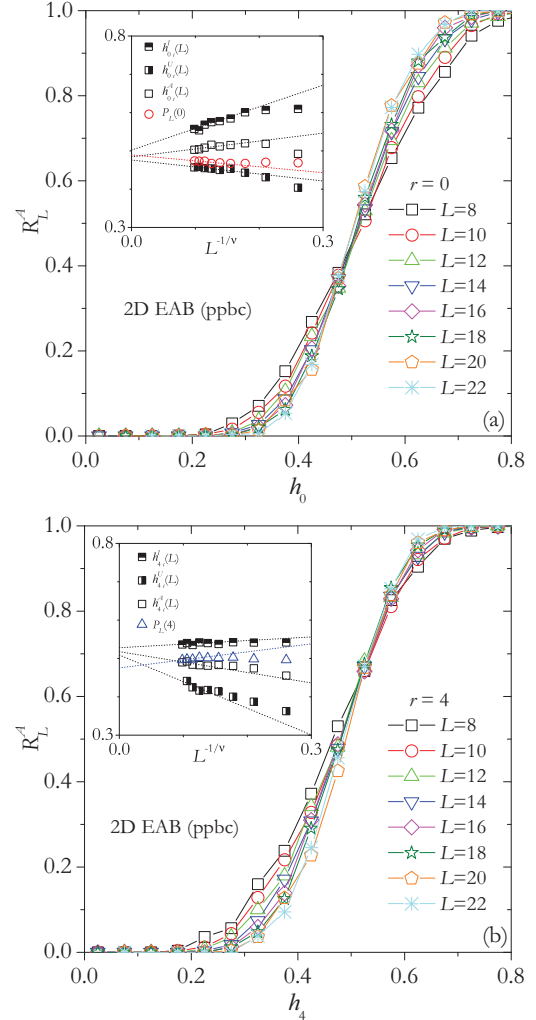 1.0
0.8
0.6
0.4
0.2
0.0
R_L^A
0.8
0.3
h^I_{0,c}(L)
h^U_{0,c}(L)
h^A_{0,c}(L)
P_L(0)
0.0
0.3
L^{-1/ν}
2D EAB (ppbc)
r = 0
L=8
L=10
L=12
L=14
L=16
L=18
L=20
L=22
(a)
0.0 0.2 0.4 0.6 0.8
h_0
1.0
0.8
0.6
0.4
0.2
0.0
R_L^A
0.8
0.3
h^I_{4,c}(L)
h^U_{4,c}(L)
h^A_{4,c}(L)
P_L(4)
0.0
0.3
L^{-1/ν}
2D EAB (ppbc)
r = 4
L=8
L=10
L=12
L=14
L=16
L=18
L=20
L=22
(b)
0.0 0.2 0.4 0.6 0.8
h_4